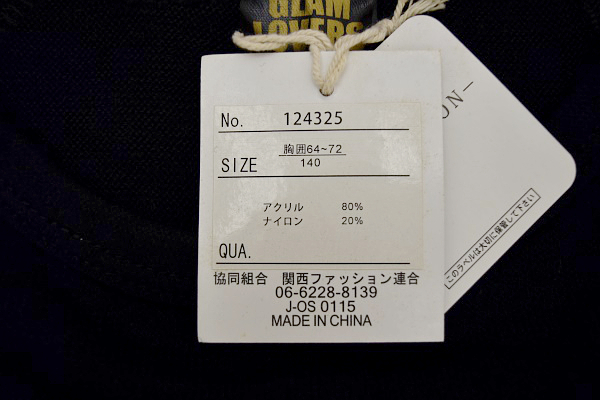 GLAM
LOVERS
No. 124325
SIZE 胸囲64~72
140
アクリル 80%
ナイロン 20%
QUA.
協同組合 関西ファッション連合
06-6228-8139
J-OS 0115
MADE IN CHINA
ON-
このラベルは大切に保管して下さい